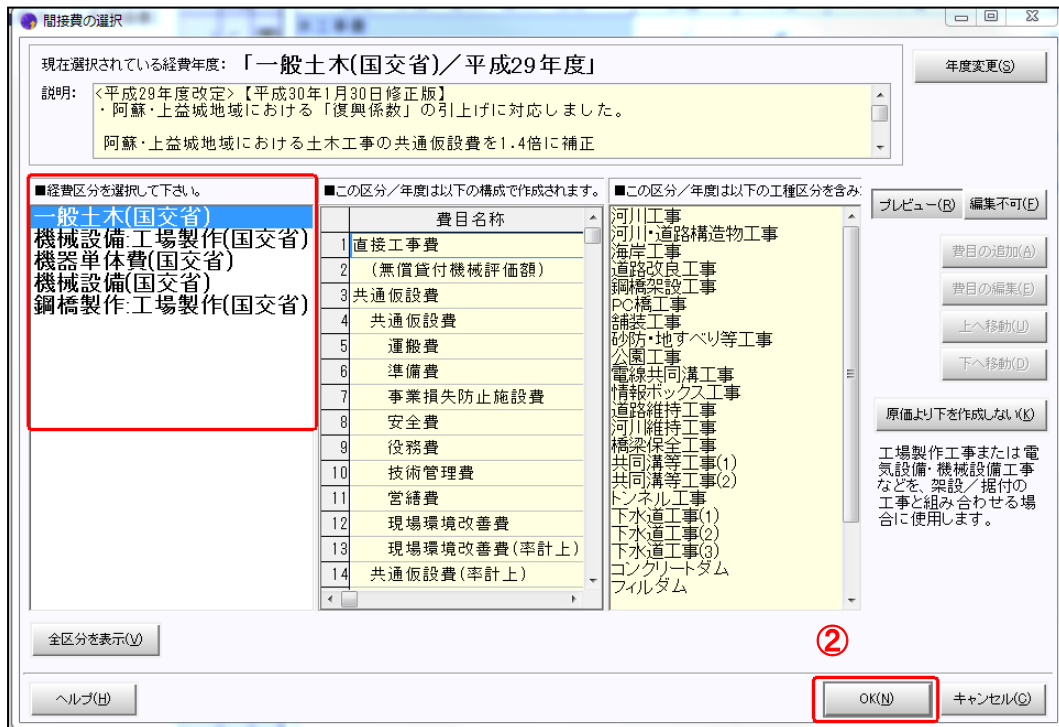 間接費の選択
現在選択されている経費年度: 「一般土木(国交省)/平成29年度」
年度変更(S)
説明:
<平成29年度改定>【平成30年1月30日修正版】
・阿蘇・上益城地域における「復興係数」の引上げに対応しました。
阿蘇・上益城地域における土木工事の共通仮設費を1.4倍に補正
■経費区分を選択して下さい。
一般土木(国交省)
機械設備:工場製作(国交省)
機器単体費(国交省)
機械設備(国交省)
鋼橋製作:工場製作(国交省)
■この区分/年度は以下の構成で作成されます。
費目名称
1 直接工事費
2 (無償貸付機械評価額)
3 共通仮設費
4 共通仮設費
5 運搬費
6 準備費
7 事業損失防止施設費
8 安全費
9 役務費
10 技術管理費
11 営繕費
12 現場環境改善費
13 現場環境改善費(率計上)
14 共通仮設費(率計上)
■この区分/年度は以下の工種区分を含み
河川工事
河川・道路構造物工事
海岸工事
道路改良工事
鋼橋架設工事
PC橋工事
舗装工事
砂防・地すべり等工事
公園工事
電線共同溝工事
情報ボックス工事
道路維持工事
河川維持工事
橋梁保全工事
共同溝等工事(1)
共同溝等工事(2)
トンネル工事
下水道工事(1)
下水道工事(2)
下水道工事(3)
コンクリートダム
フィルダム
プレビュー(R)
編集不可(F)
費目の追加(A)
費目の編集(E)
上へ移動(U)
下へ移動(D)
原価より下を作成しない(K)
工場製作工事または電
気設備・機械設備工事
などを、架設/据付の
工事と組み合わせる場
合に使用します。
全区分を表示(V)
②
ヘルプ(H)
OK(N)
キャンセル(C)